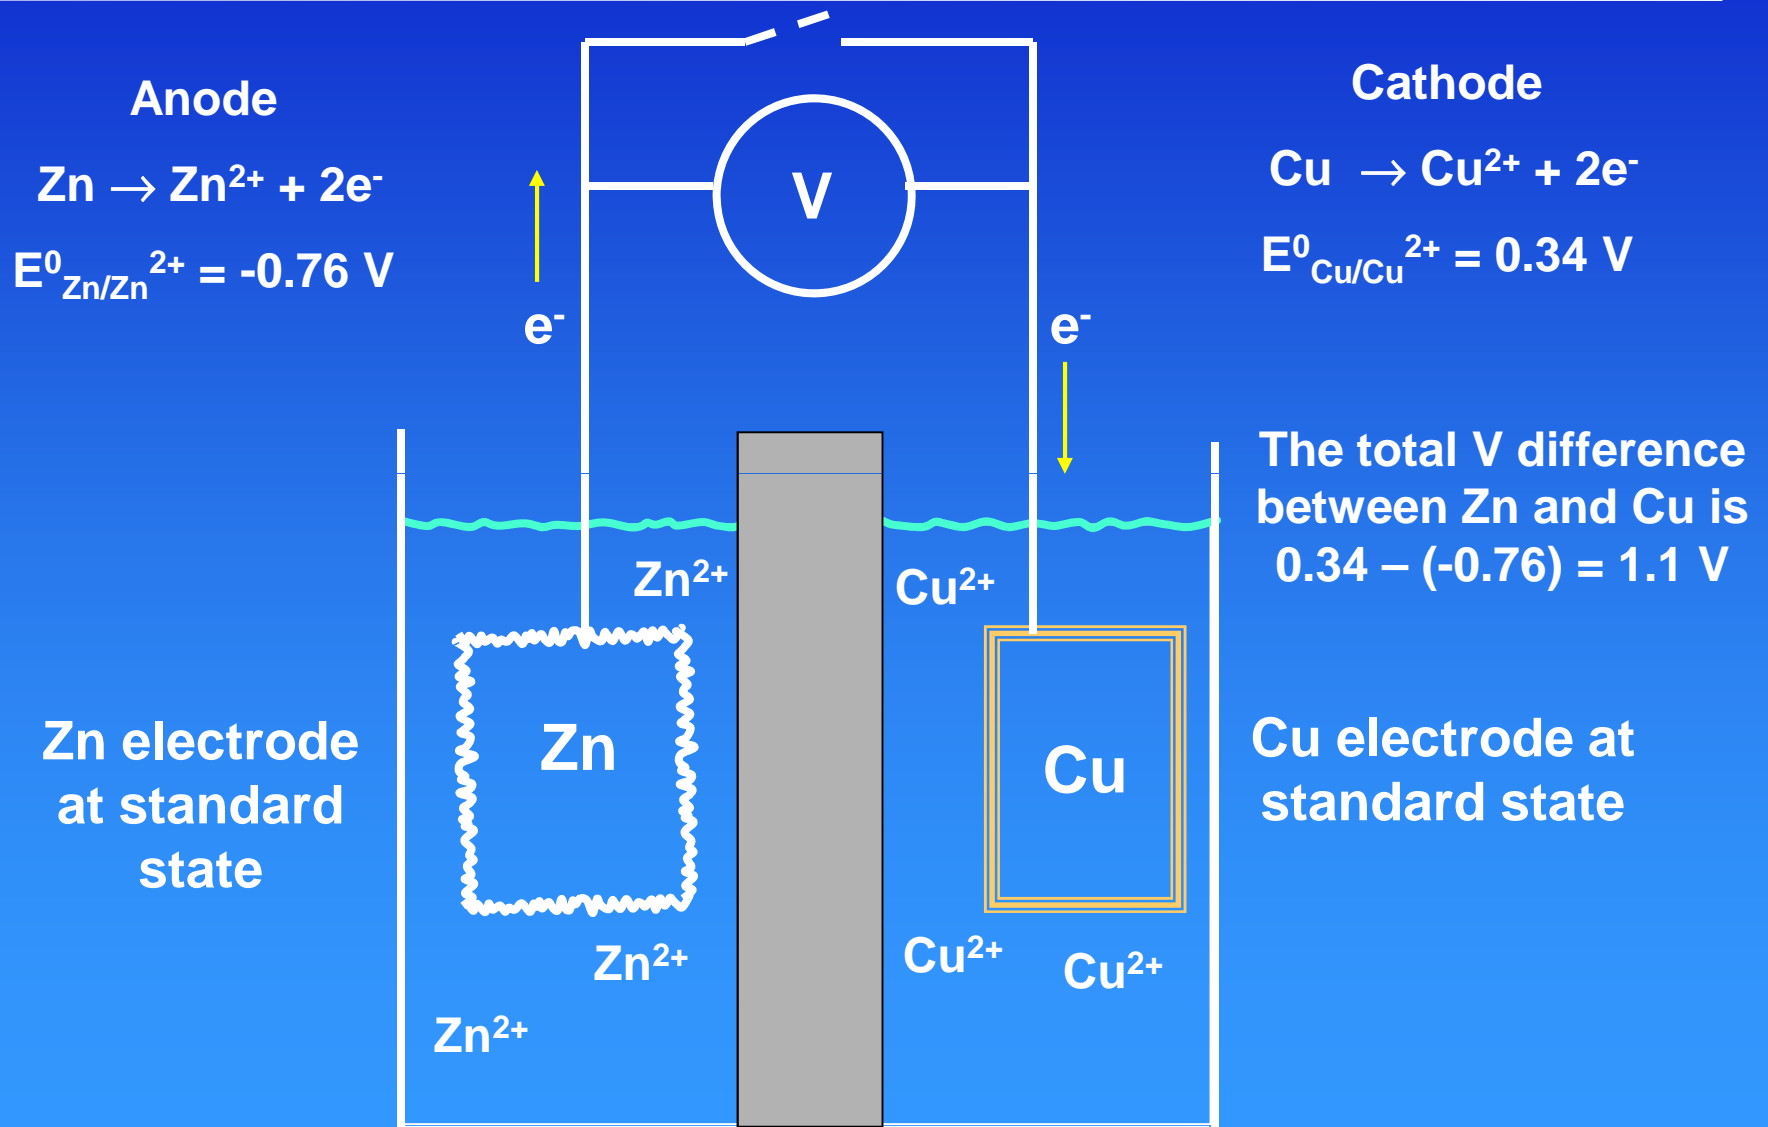 Anode
Zn → Zn²⁺ + 2e⁻
E⁰Zn/Zn²⁺ = -0.76 V
V
Cathode
Cu → Cu²⁺ + 2e⁻
E⁰Cu/Cu²⁺ = 0.34 V
e⁻
e⁻
The total V difference
between Zn and Cu is
0.34 – (-0.76) = 1.1 V
Zn²⁺
Cu²⁺
Zn electrode
at standard
state
Zn
Cu
Cu electrode at
standard state
Zn²⁺
Cu²⁺
Cu²⁺
Zn²⁺